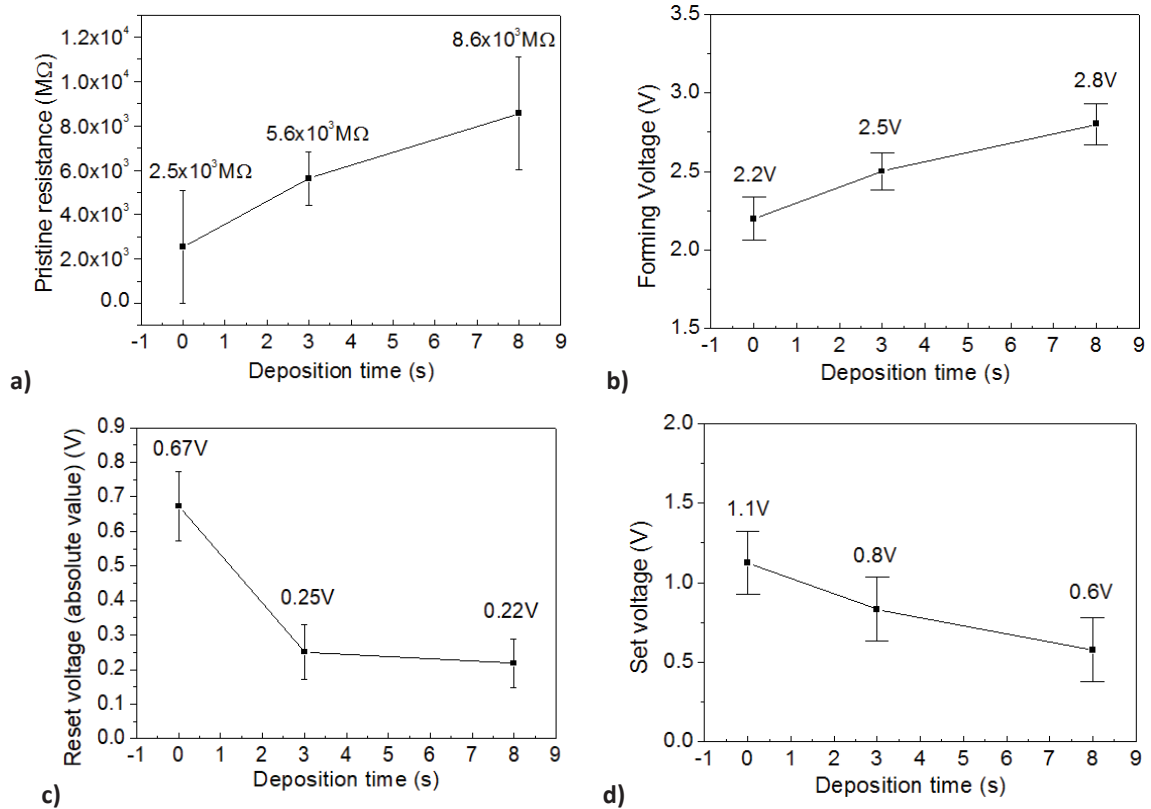 Pristine resistance (MΩ)
1.2x10⁴
1.0x10⁴
8.0x10³
6.0x10³
4.0x10³
2.0x10³
0.0
2.5x10³MΩ
5.6x10³MΩ
8.6x10³MΩ
-1 0 1 2 3 4 5 6 7 8 9
Deposition time (s)
a)
Forming Voltage (V)
3.5
3.0
2.5
2.0
1.5
2.2V
2.5V
2.8V
-1 0 1 2 3 4 5 6 7 8 9
Deposition time (s)
b)
Reset voltage (absolute value) (V)
0.9
0.8
0.7
0.6
0.5
0.4
0.3
0.2
0.1
0.0
0.67V
0.25V
0.22V
-1 0 1 2 3 4 5 6 7 8 9
Deposition time (s)
c)
Set voltage (V)
2.0
1.5
1.0
0.5
0.0
1.1V
0.8V
0.6V
-1 0 1 2 3 4 5 6 7 8 9
Deposition time (s)
d)